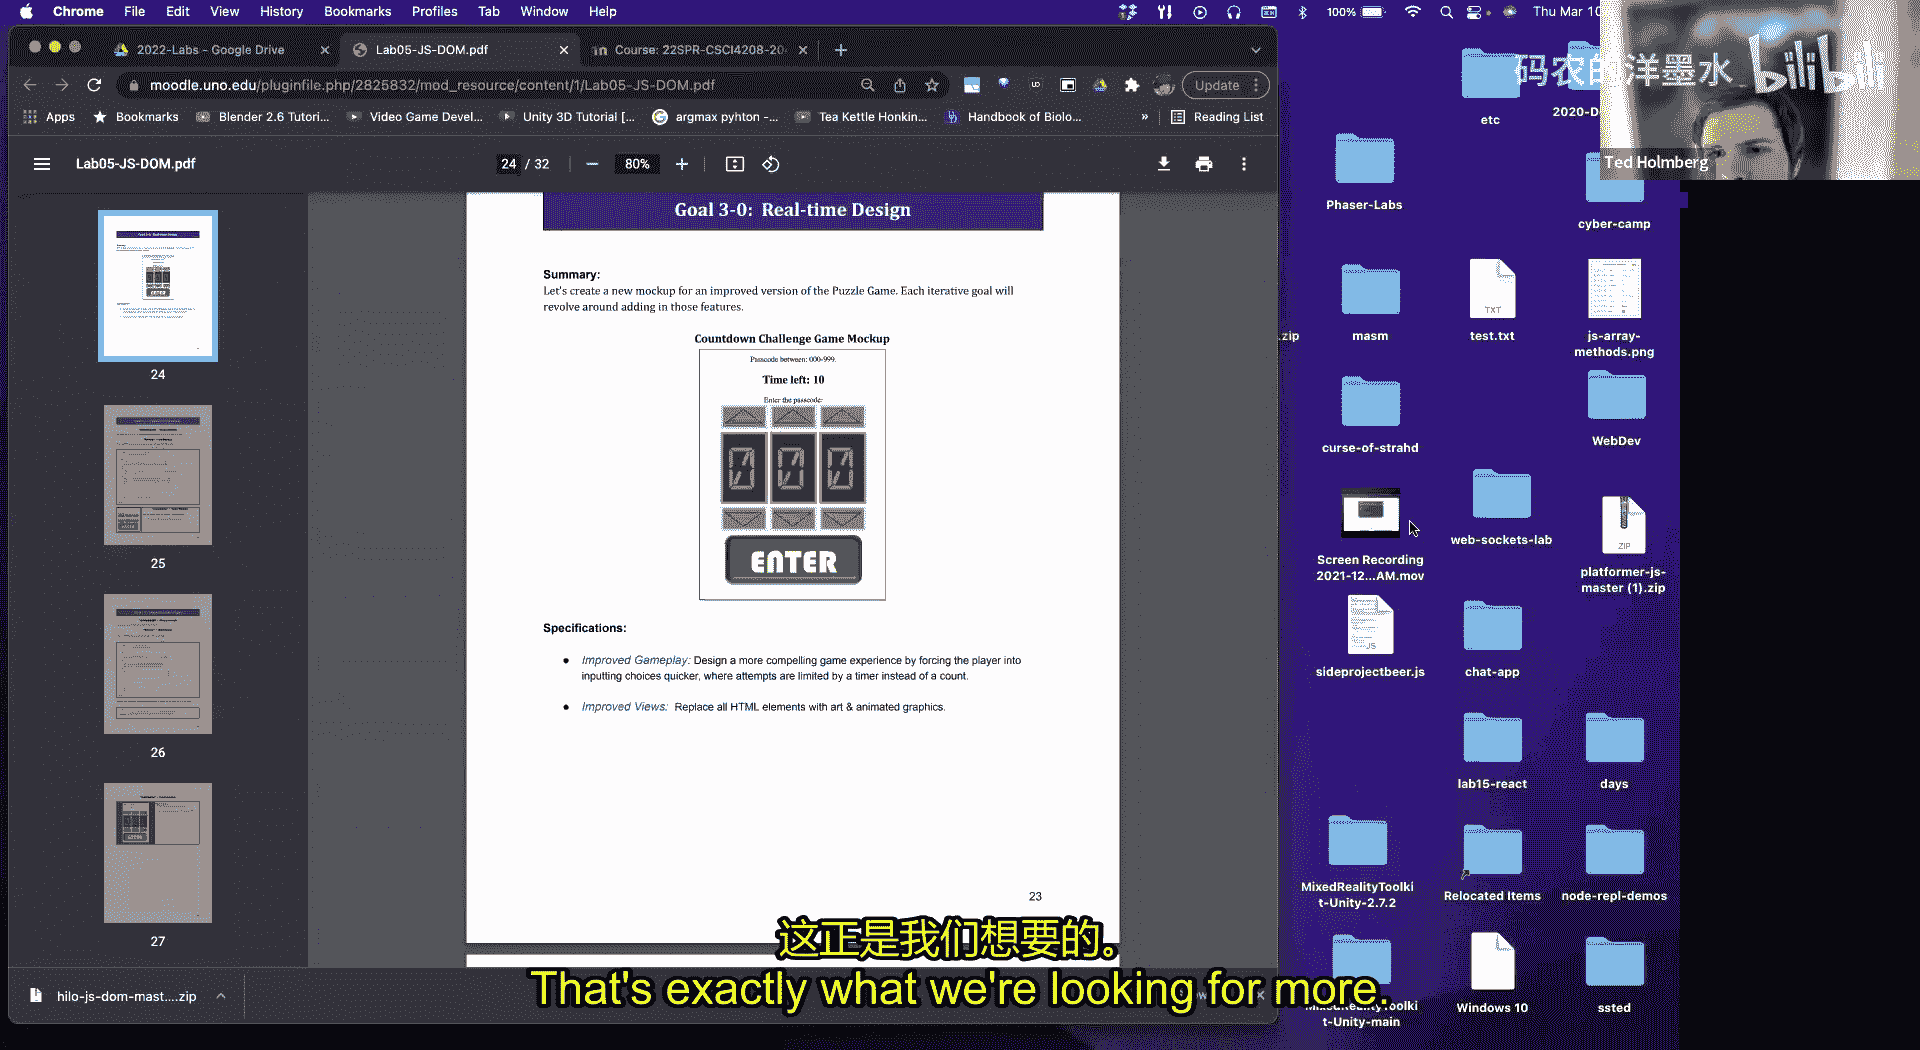 Chrome File Edit View History Bookmarks Profiles Tab Window Help
100% Thu Mar 10
2022-Labs - Google Drive
Lab05-JS-DOM.pdf
Course: 22SPR-CSCI4208-20
moodle.uno.edu/pluginfile.php/2825832/mod_resource/content/1/Lab05-JS-DOM.pdf
Update
Apps Bookmarks Blender 2.6 Tutori... Video Game Devel... Unity 3D Tutorial [... argmax pyhton -... Tea Kettle Honkin... Handbook of Biolo... » Reading List
Lab05-JS-DOM.pdf
24 / 32
80%
24
25
26
27
Goal 3-0: Real-time Design
Summary:
Let's create a new mockup for an improved version of the Puzzle Game. Each iterative goal will
revolve around adding in those features.
Countdown Challenge Game Mockup
Passcode between: 000-999.
Time left: 10
Enter the passcode:
0 0 0
ENTER
Specifications:
● Improved Gameplay: Design a more compelling game experience by forcing the player into
inputting choices quicker, where attempts are limited by a timer instead of a count.
● Improved Views: Replace all HTML elements with art & animated graphics.
23
hilo-js-dom-mast....zip
码农的洋墨水 bilibili
Ted Holmberg
etc
2020-D
Phaser-Labs
cyber-camp
.zip
masm
TXT
test.txt
js-array-
methods.png
curse-of-strahd
WebDev
Screen Recording
2021-12...AM.mov
web-sockets-lab
ZIP
platformer-js-
master (1).zip
JS
sideprojectbeer.js
chat-app
lab15-react
days
MixedRealityToolki
t-Unity-2.7.2
Relocated Items
node-repl-demos
t-Unity-main
Windows 10
ssted
这正是我们想要的。
That's exactly what we're looking for more.